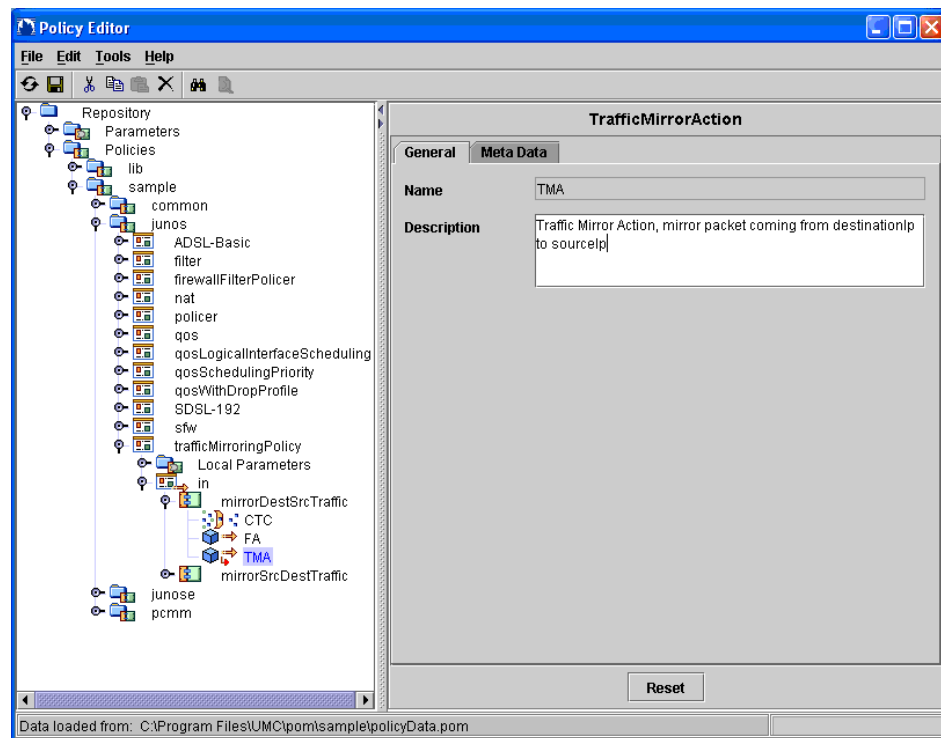 Policy Editor
File Edit Tools Help
Repository
Parameters
Policies
lib
sample
common
junos
ADSL-Basic
filter
firewallFilterPolicer
nat
policer
qos
qosLogicalInterfaceScheduling
qosSchedulingPriority
qosWithDropProfile
SDSL-192
sfw
trafficMirroringPolicy
Local Parameters
in
mirrorDestSrcTraffic
CTC
FA
TMA
mirrorSrcDestTraffic
junose
pcmm
TrafficMirrorAction
General Meta Data
Name TMA
Description Traffic Mirror Action, mirror packet coming from destinationIp
to sourceIp
Reset
Data loaded from: C:\Program Files\UMC\pom\sample\policyData.pom